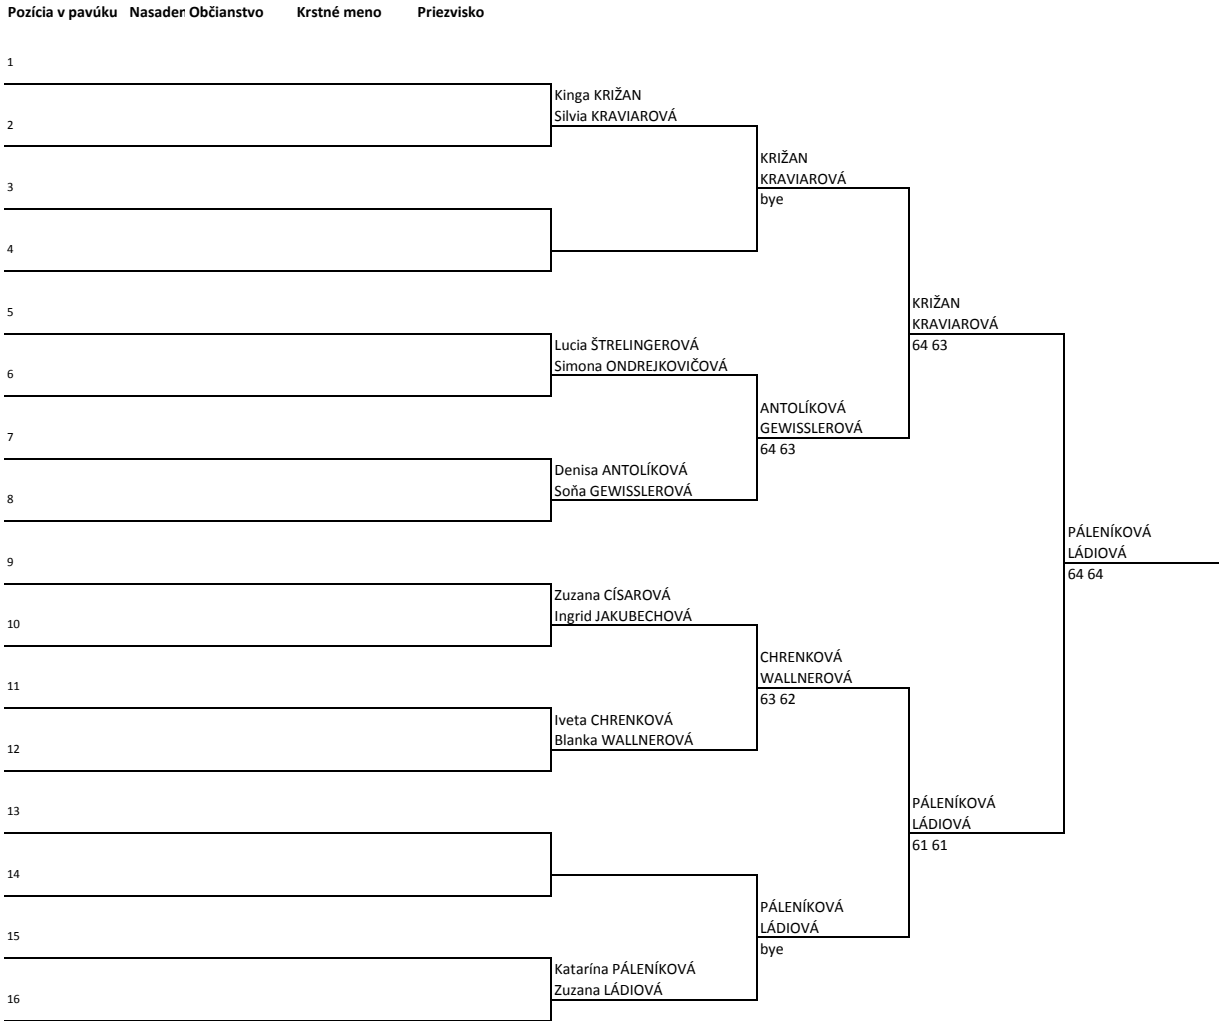 Pozícia v pavúku Nasaden Občianstvo Krstné meno Priezvisko
1
Kinga KRIŽAN
Silvia KRAVIAROVÁ
2
KRIŽAN
KRAVIAROVÁ
bye
3
4
KRIŽAN
KRAVIAROVÁ
64 63
5
Lucia ŠTRELINGEROVÁ
Simona ONDREJKOVIČOVÁ
6
ANTOLÍKOVÁ
GEWISSLEROVÁ
64 63
7
Denisa ANTOLÍKOVÁ
Soňa GEWISSLEROVÁ
8
PÁLENÍKOVÁ
LÁDIOVÁ
64 64
9
Zuzana CÍSAROVÁ
Ingrid JAKUBECHOVÁ
10
CHRENKOVÁ
WALLNEROVÁ
63 62
11
Iveta CHRENKOVÁ
Blanka WALLNEROVÁ
12
PÁLENÍKOVÁ
LÁDIOVÁ
61 61
13
14
PÁLENÍKOVÁ
LÁDIOVÁ
bye
15
Katarína PÁLENÍKOVÁ
Zuzana LÁDIOVÁ
16